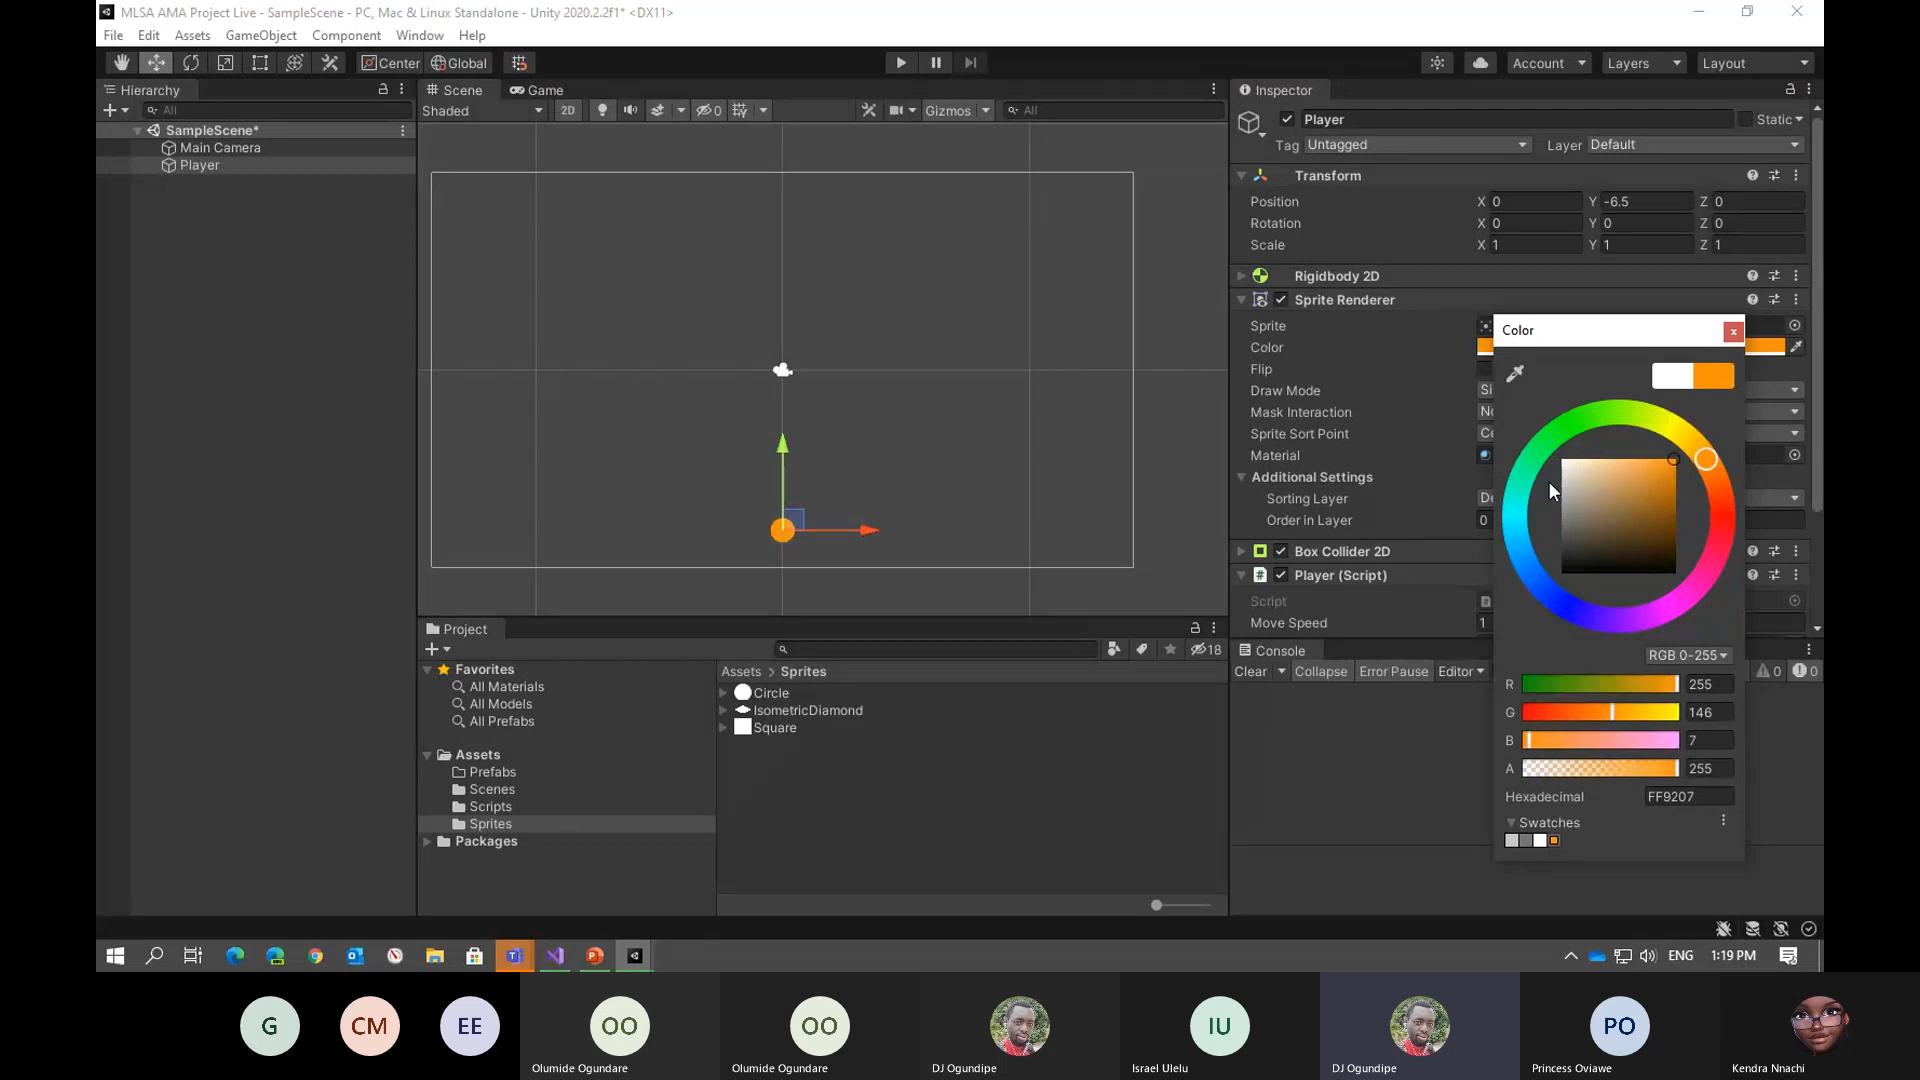 MLSA AMA Project Live - SampleScene - PC, Mac & Linux Standalone - Unity 2020.2.2f1* <DX11>
File Edit Assets GameObject Component Window Help
Center Global Account Layers Layout
Hierarchy
All
SampleScene*
Main Camera
Player
Scene Game
Shaded 2D 0 Gizmos All
Inspector
Player Static
Tag Untagged Layer Default
Transform
Position X 0 Y -6.5 Z 0
Rotation X 0 Y 0 Z 0
Scale X 1 Y 1 Z 1
Rigidbody 2D
Sprite Renderer
Sprite
Color
Flip
Draw Mode Si
Mask Interaction No
Sprite Sort Point Ce
Material
Additional Settings
Sorting Layer De
Order in Layer 0
Box Collider 2D
Player (Script)
Script
Move Speed 1
Color x
RGB 0-255
R 255
G 146
B 7
A 255
Hexadecimal FF9207
Swatches
Project
18
Favorites
All Materials
All Models
All Prefabs
Assets
Prefabs
Scenes
Scripts
Sprites
Packages
Assets > Sprites
Circle
IsometricDiamond
Square
Console
Clear Collapse Error Pause Editor 0 0
ENG 1:19 PM
G CM EE OO OO IU PO
Olumide Ogundare Olumide Ogundare DJ Ogundipe Israel Ulelu DJ Ogundipe Princess Oviawe Kendra Nnachi